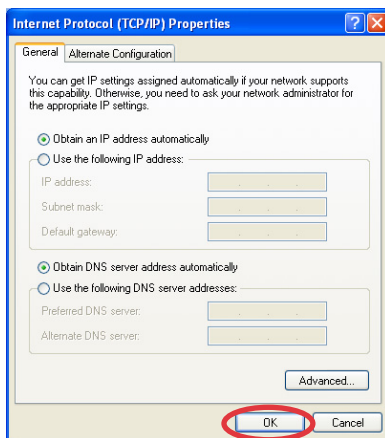 Internet Protocol (TCP/IP) Properties
General
Alternate Configuration
You can get IP settings assigned automatically if your network supports
this capability. Otherwise, you need to ask your network administrator for
the appropriate IP settings.
Obtain an IP address automatically
Use the following IP address:
IP address:
Subnet mask:
Default gateway:
Obtain DNS server address automatically
Use the following DNS server addresses:
Preferred DNS server:
Alternate DNS server:
Advanced...
OK
Cancel